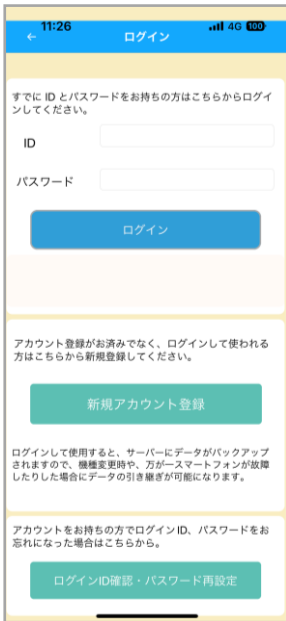 11:26
4G 100
← ログイン
すでに ID とパスワードをお持ちの方はこちらからログイ
ンしてください。
ID
パスワード
ログイン
アカウント登録がお済みでなく、ログインして使われる
方はこちらから新規登録してください。
新規アカウント登録
ログインして使用すると、サーバーにデータがバックアップ
されますので、機種変更時や、万が一スマートフォンが故障
したりした場合にデータの引き継ぎが可能になります。
アカウントをお持ちの方でログインID、パスワードをお
忘れになった場合はこちらから。
ログインID確認・パスワード再設定